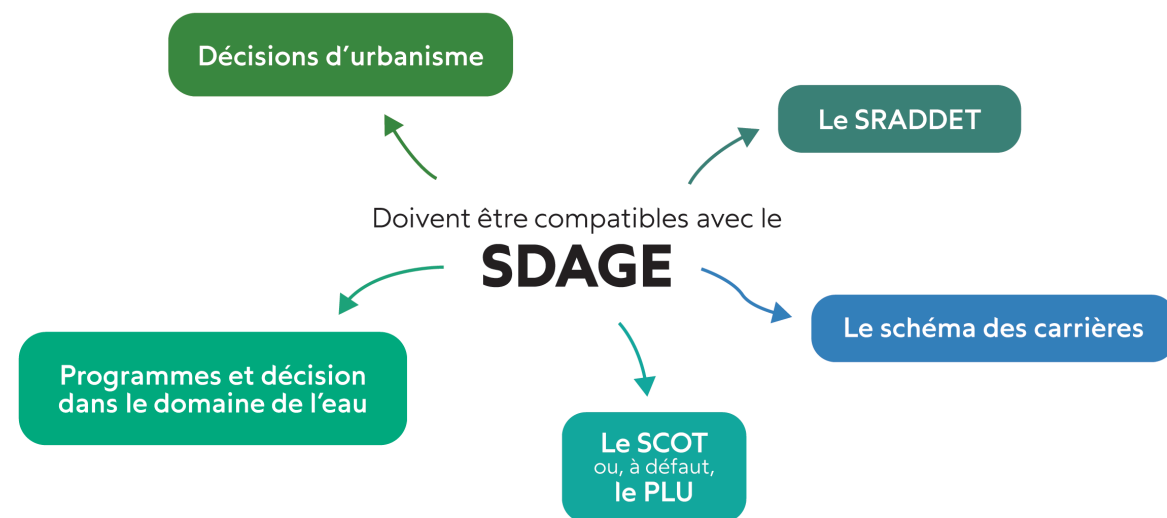 Décisions d’urbanisme
Le SRADDET
Doivent être compatibles avec le
SDAGE
Le schéma des carrières
Programmes et décision
dans le domaine de l’eau
Le SCOT
ou, à défaut,
le PLU